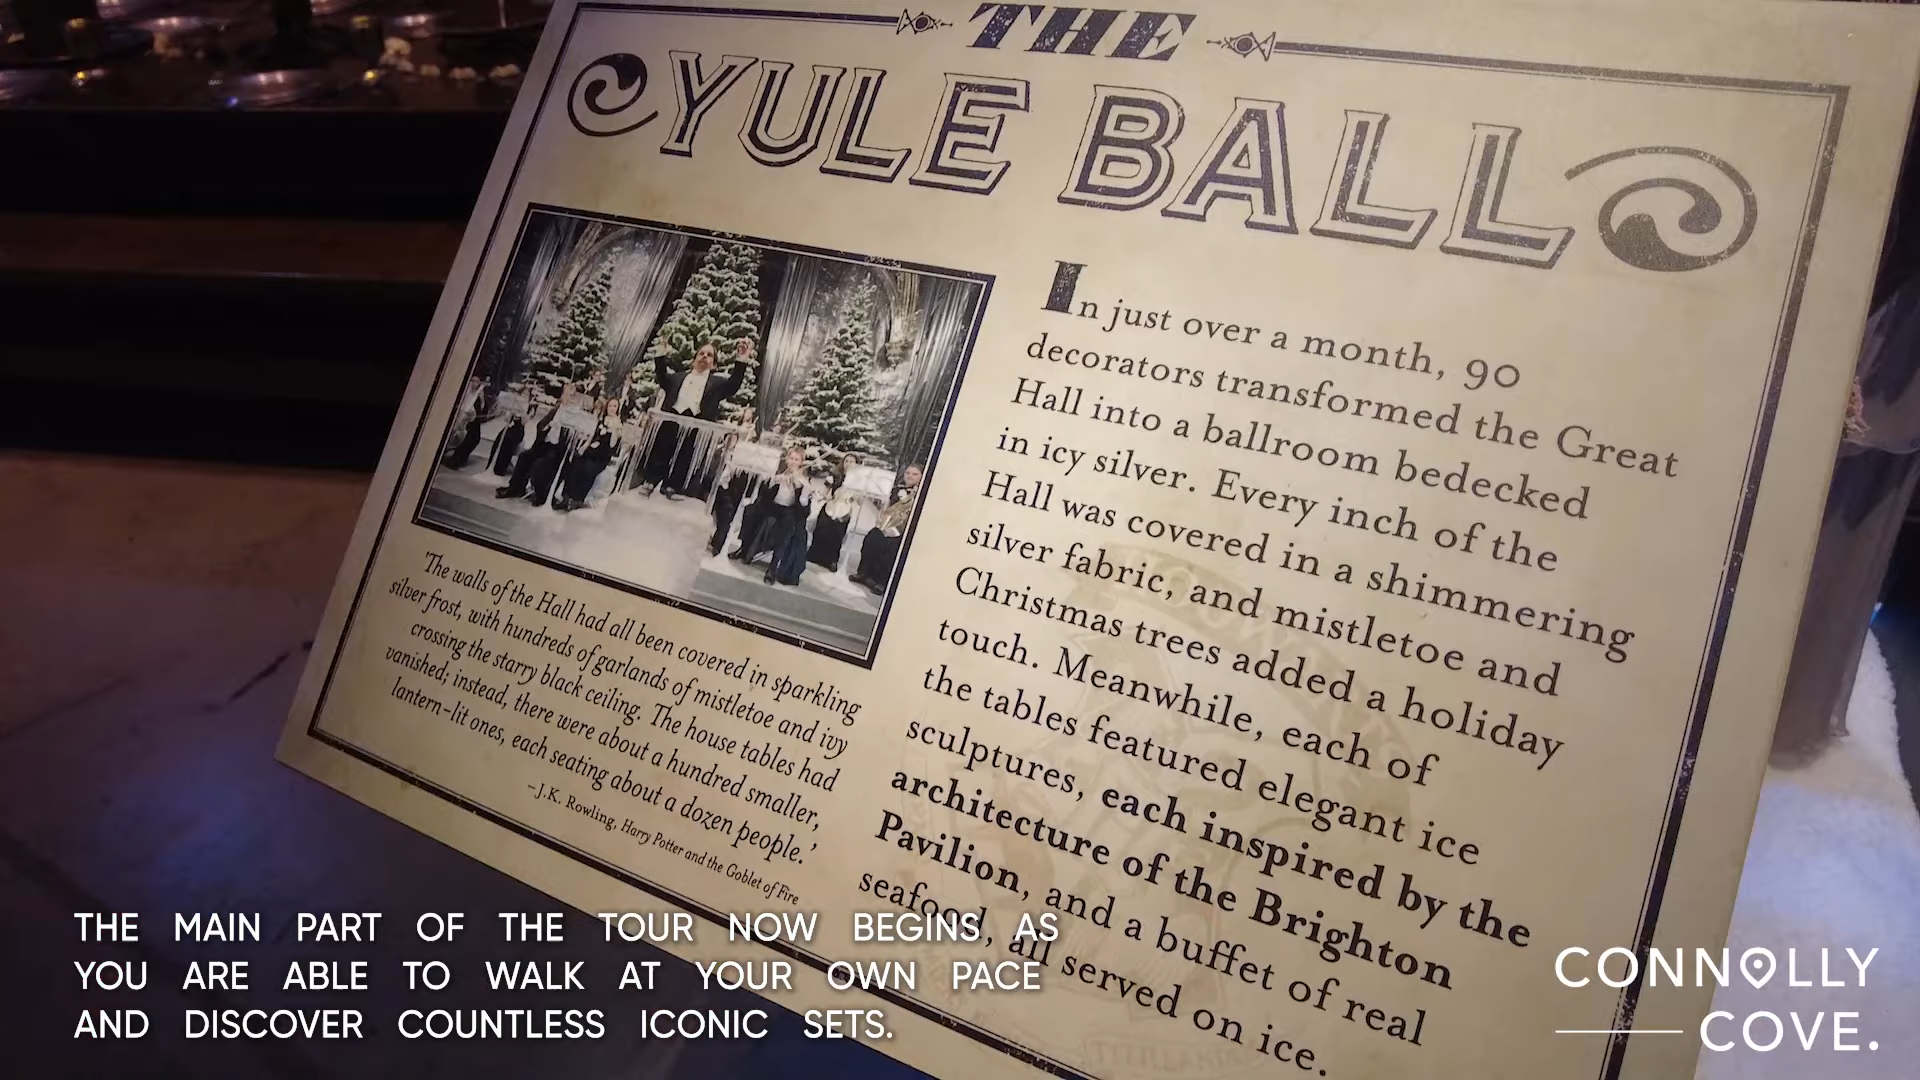 THE
YULE BALL
In just over a month, 90
decorators transformed the Great
Hall into a ballroom bedecked
in icy silver. Every inch of the
Hall was covered in a shimmering
silver fabric, and mistletoe and
Christmas trees added a holiday
touch. Meanwhile, each of
the tables featured elegant ice
sculptures, each inspired by the
architecture of the Brighton
Pavilion, and a buffet of real
seafood, all served on ice.
'The walls of the Hall had all been covered in sparkling
silver frost, with hundreds of garlands of mistletoe and ivy
crossing the starry black ceiling. The house tables had
vanished; instead, there were about a hundred smaller,
lantern-lit ones, each seating about a dozen people.'
–J.K. Rowling, Harry Potter and the Goblet of Fire
THE MAIN PART OF THE TOUR NOW BEGINS AS
YOU ARE ABLE TO WALK AT YOUR OWN PACE
AND DISCOVER COUNTLESS ICONIC SETS.
CONNOLLY
COVE.